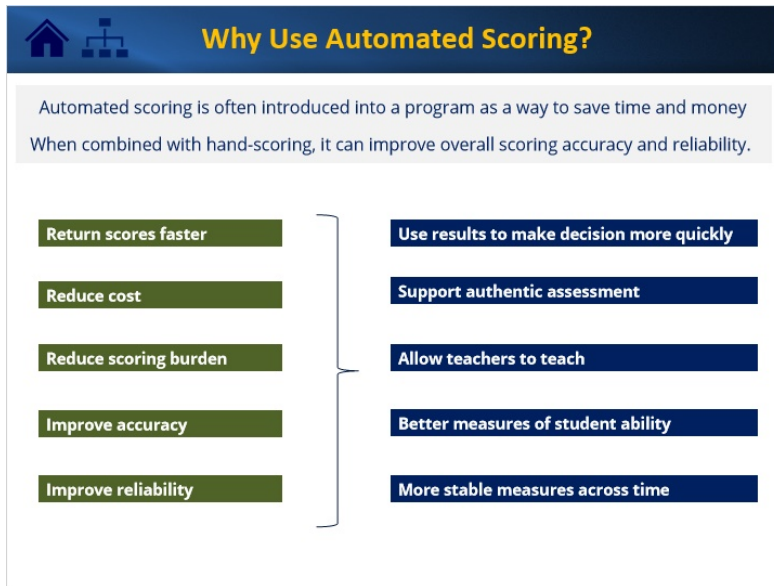 Why Use Automated Scoring?
Automated scoring is often introduced into a program as a way to save time and money
When combined with hand-scoring, it can improve overall scoring accuracy and reliability.
Return scores faster
Use results to make decision more quickly
Reduce cost
Support authentic assessment
Reduce scoring burden
Allow teachers to teach
Improve accuracy
Better measures of student ability
Improve reliability
More stable measures across time